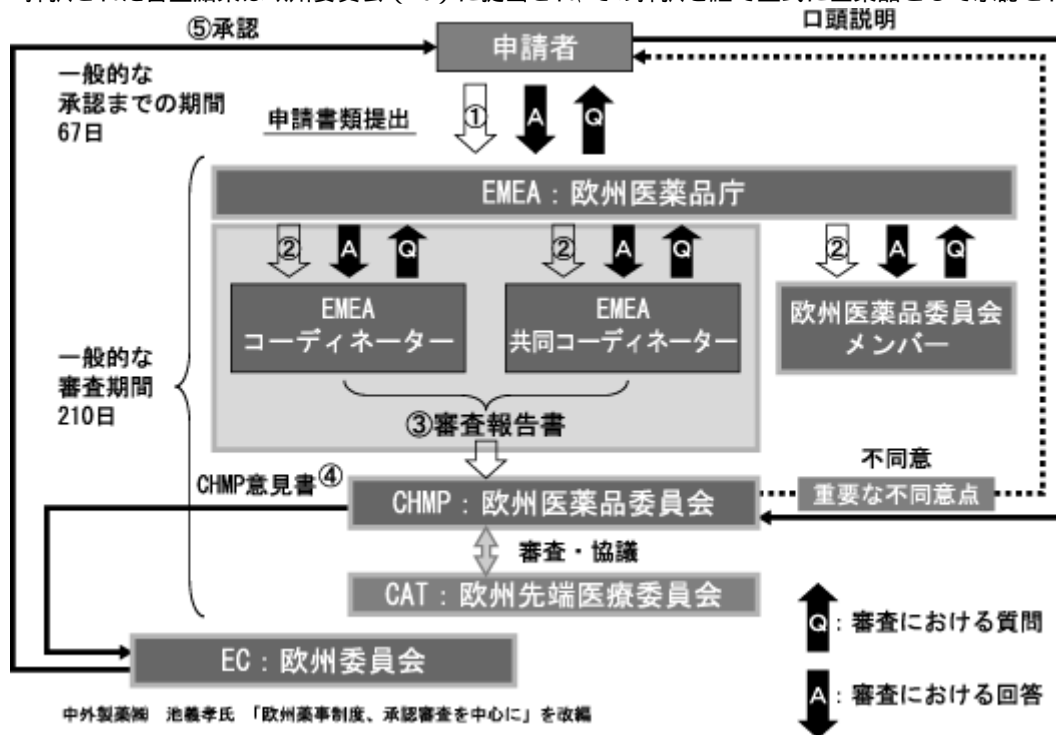 ⑤承認
申請者
口頭説明
一般的な
承認までの期間
67日
申請書類提出
①
A
Q
EMEA：欧州医薬品庁
②
A
Q
②
A
Q
②
A
Q
EMEA
コーディネーター
EMEA
共同コーディネーター
欧州医薬品委員会
メンバー
一般的な
審査期間
210日
③審査報告書
CHMP意見書④
CHMP：欧州医薬品委員会
不同意
重要な不同意点
審査・協議
CAT：欧州先端医療委員会
EC：欧州委員会
Q：審査における質問
A：審査における回答
中外製薬㈱　池義孝氏　「欧州薬事制度、承認審査を中心に」を改編